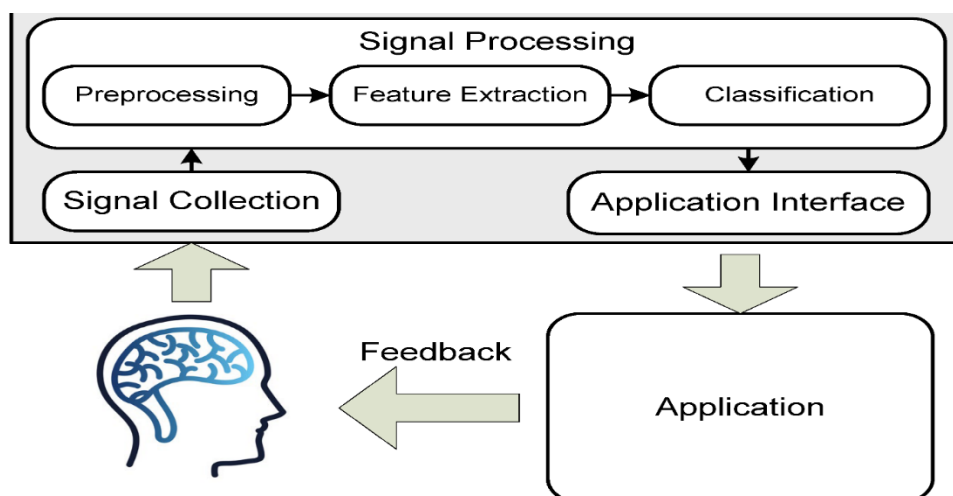 Signal Processing
Preprocessing
Feature Extraction
Classification
Signal Collection
Application Interface
Feedback
Application